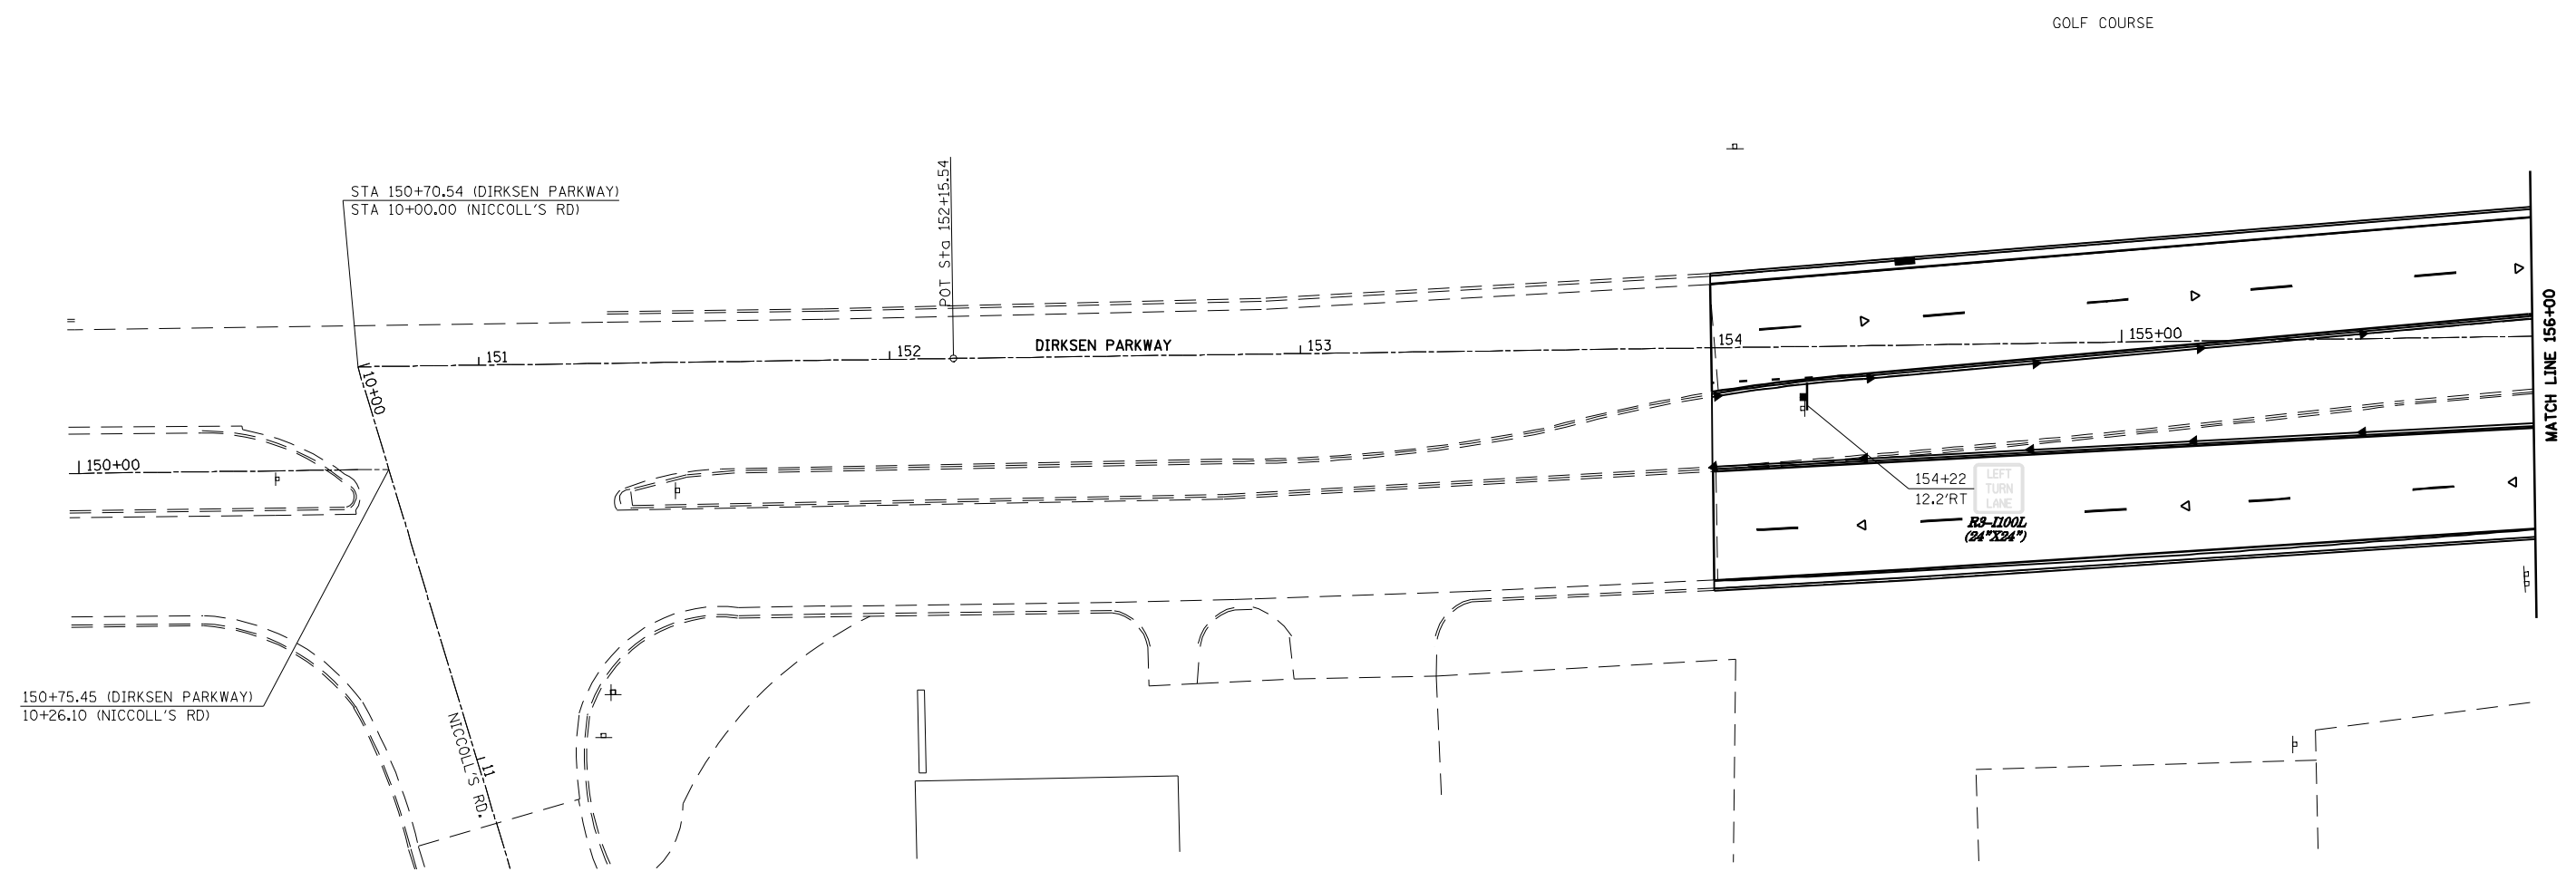 GOLF COURSE
STA 150+70.54 (DIRKSEN PARKWAY)
STA 10+00.00 (NICCOLL'S RD)
POT Sta 152+15.54
151
152
DIRKSEN PARKWAY
153
154
155+00
MATCH LINE 156+00
10+00
150+00
154+22
12.2'RT
LEFT
TURN
LANE
R3-I100L
(24"X24")
150+75.45 (DIRKSEN PARKWAY)
10+26.10 (NICCOLL'S RD)
NICCOLL'S RD.
11